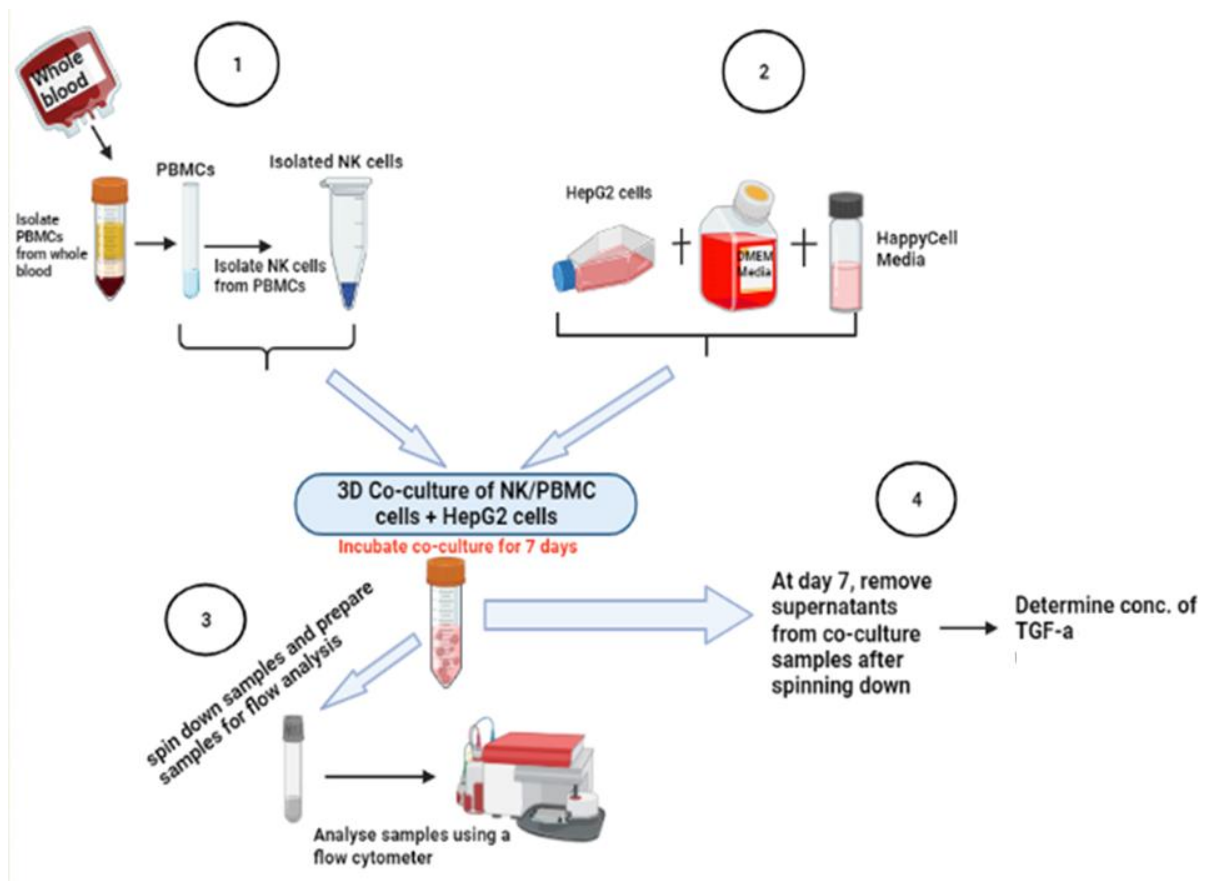 1
2
Whole
blood
PBMCs
Isolated NK cells
Isolate
PBMCs
from whole
blood
Isolate NK cells
from PBMCs
HepG2 cells
DMEM
Media
HappyCell
Media
3D Co-culture of NK/PBMC
cells + HepG2 cells
Incubate co-culture for 7 days
3
4
spin down samples and prepare
samples for flow analysis
At day 7, remove
supernatants
from co-culture
samples after
spinning down
Determine conc. of
TGF-a
Analyse samples using a
flow cytometer